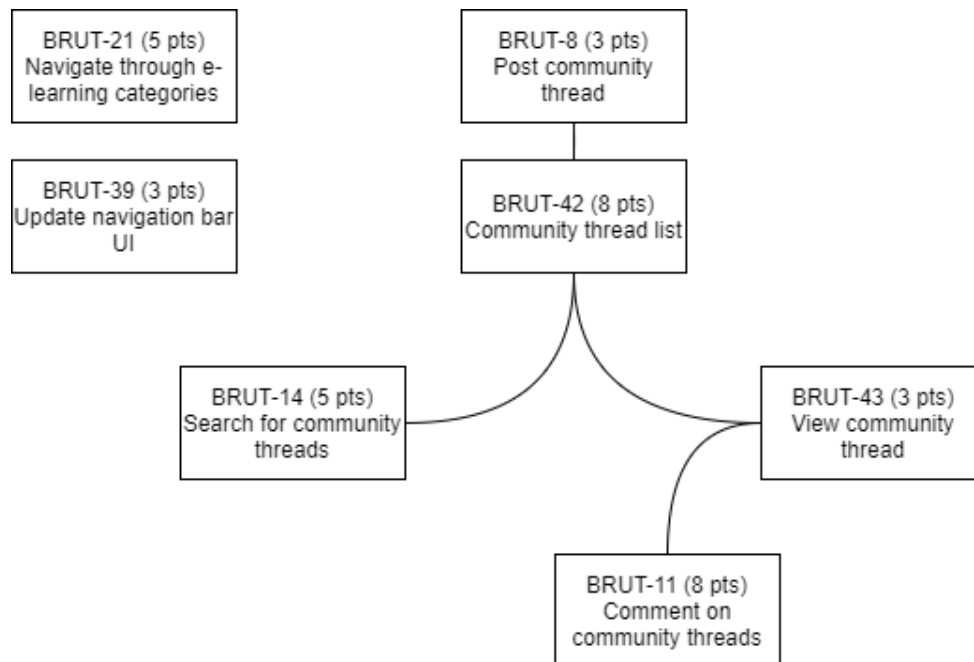 BRUT-21 (5 pts)
Navigate through e-
learning categories
BRUT-8 (3 pts)
Post community
thread
BRUT-39 (3 pts)
Update navigation bar
UI
BRUT-42 (8 pts)
Community thread list
BRUT-14 (5 pts)
Search for community
threads
BRUT-43 (3 pts)
View community
thread
BRUT-11 (8 pts)
Comment on
community threads